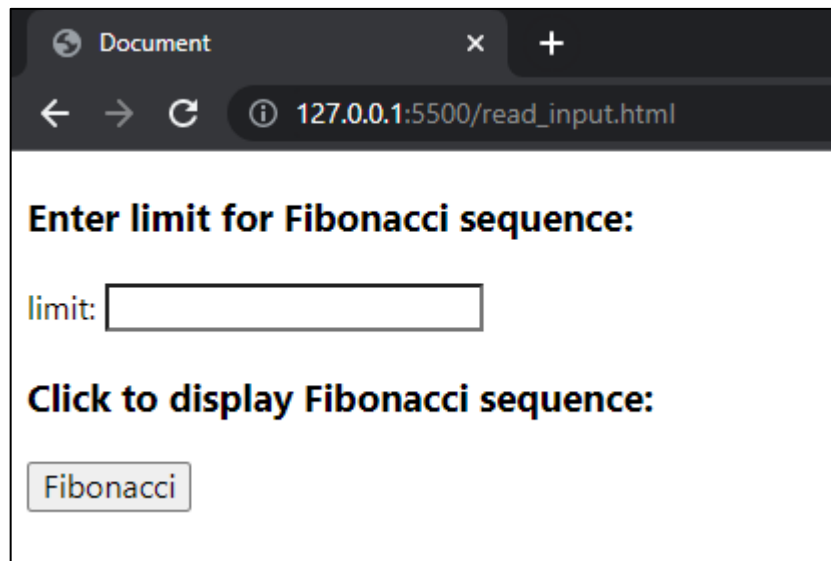 Document
127.0.0.1:5500/read_input.html
Enter limit for Fibonacci sequence:
limit:
Click to display Fibonacci sequence:
Fibonacci